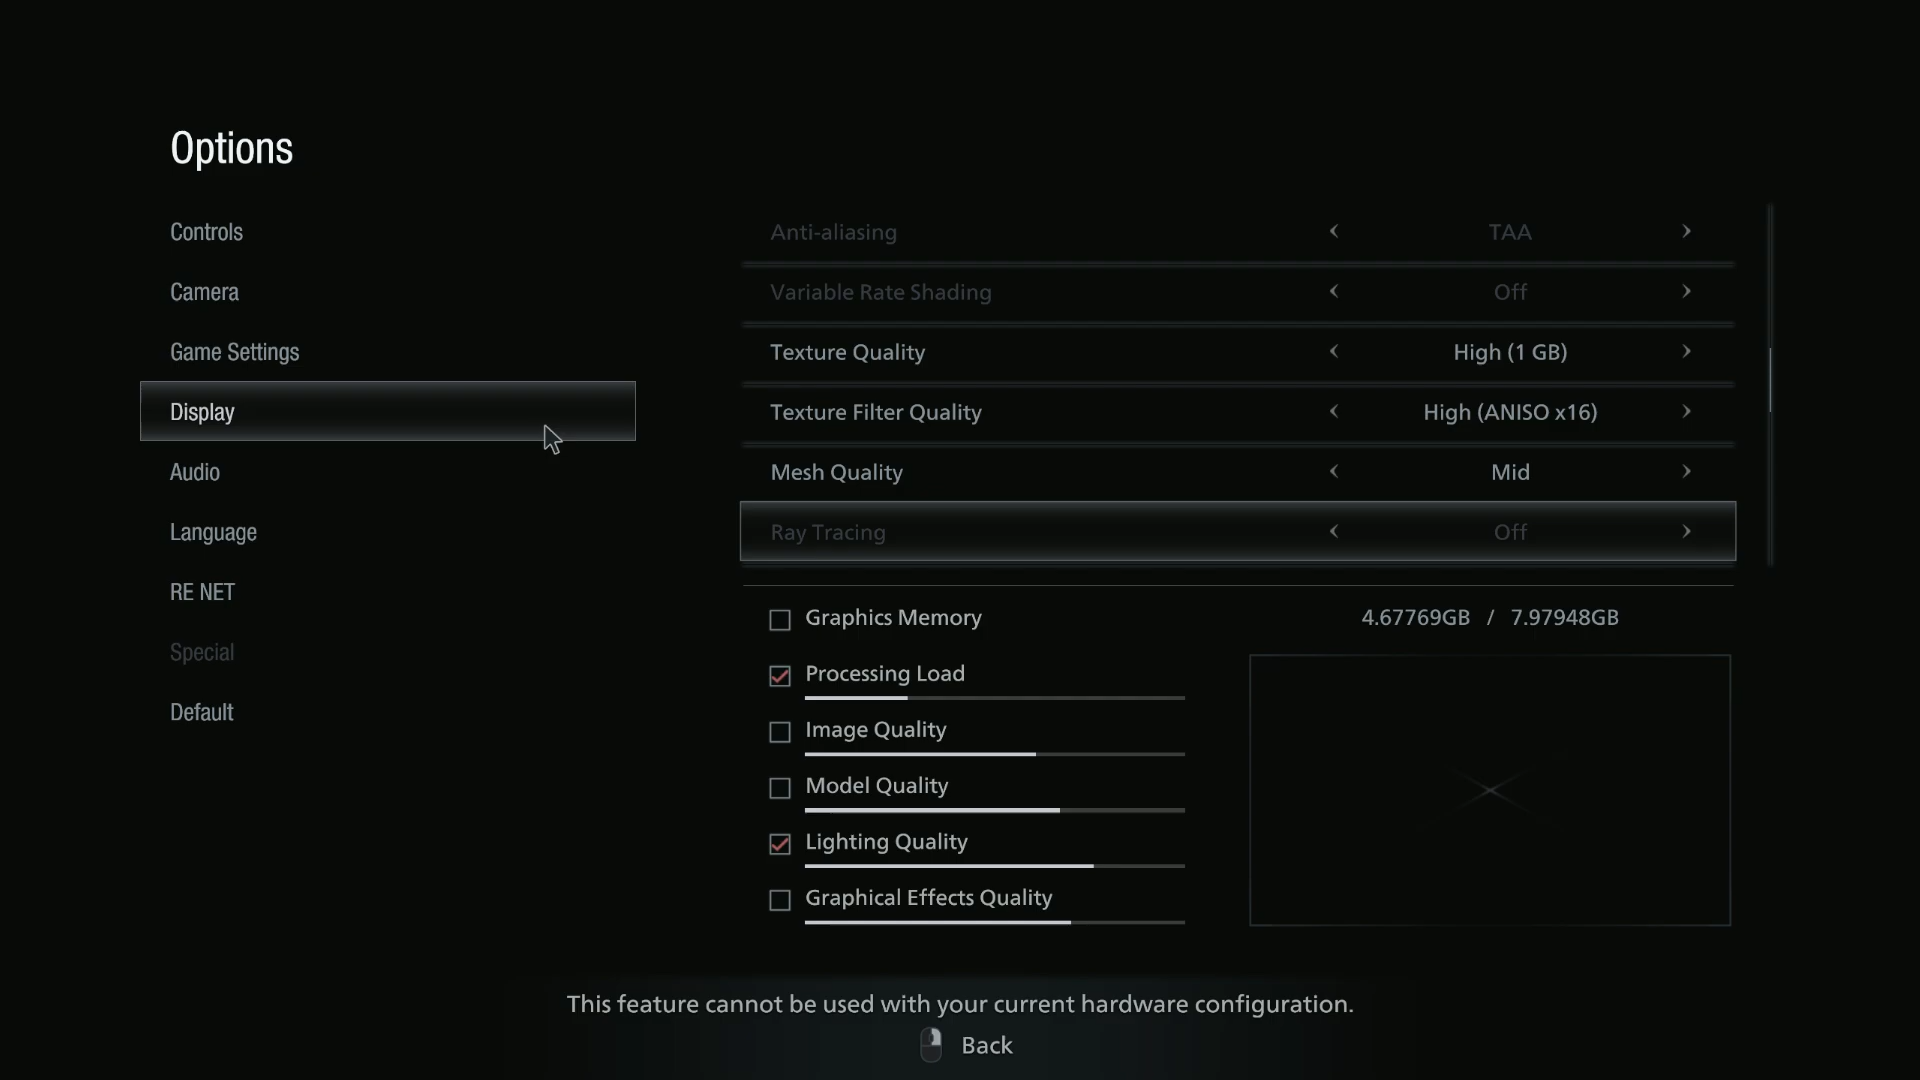 Options
Controls
Camera
Game Settings
Display
Audio
Language
RE NET
Special
Default
Anti-aliasing TAA
Variable Rate Shading Off
Texture Quality High (1 GB)
Texture Filter Quality High (ANISO x16)
Mesh Quality Mid
Ray Tracing Off
Graphics Memory 4.67769GB / 7.97948GB
Processing Load
Image Quality
Model Quality
Lighting Quality
Graphical Effects Quality
This feature cannot be used with your current hardware configuration.
Back